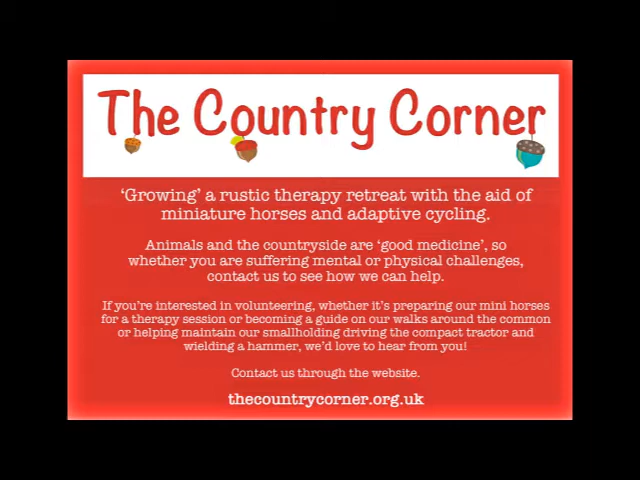 The Country Corner
‘Growing’ a rustic therapy retreat with the aid of
miniature horses and adaptive cycling.
Animals and the countryside are ‘good medicine’, so
whether you are suffering mental or physical challenges,
contact us to see how we can help.
If you’re interested in volunteering, whether it’s preparing our mini horses
for a therapy session or becoming a guide on our walks around the common
or helping maintain our smallholding driving the compact tractor and
wielding a hammer, we’d love to hear from you!
Contact us through the website.
thecountrycorner.org.uk